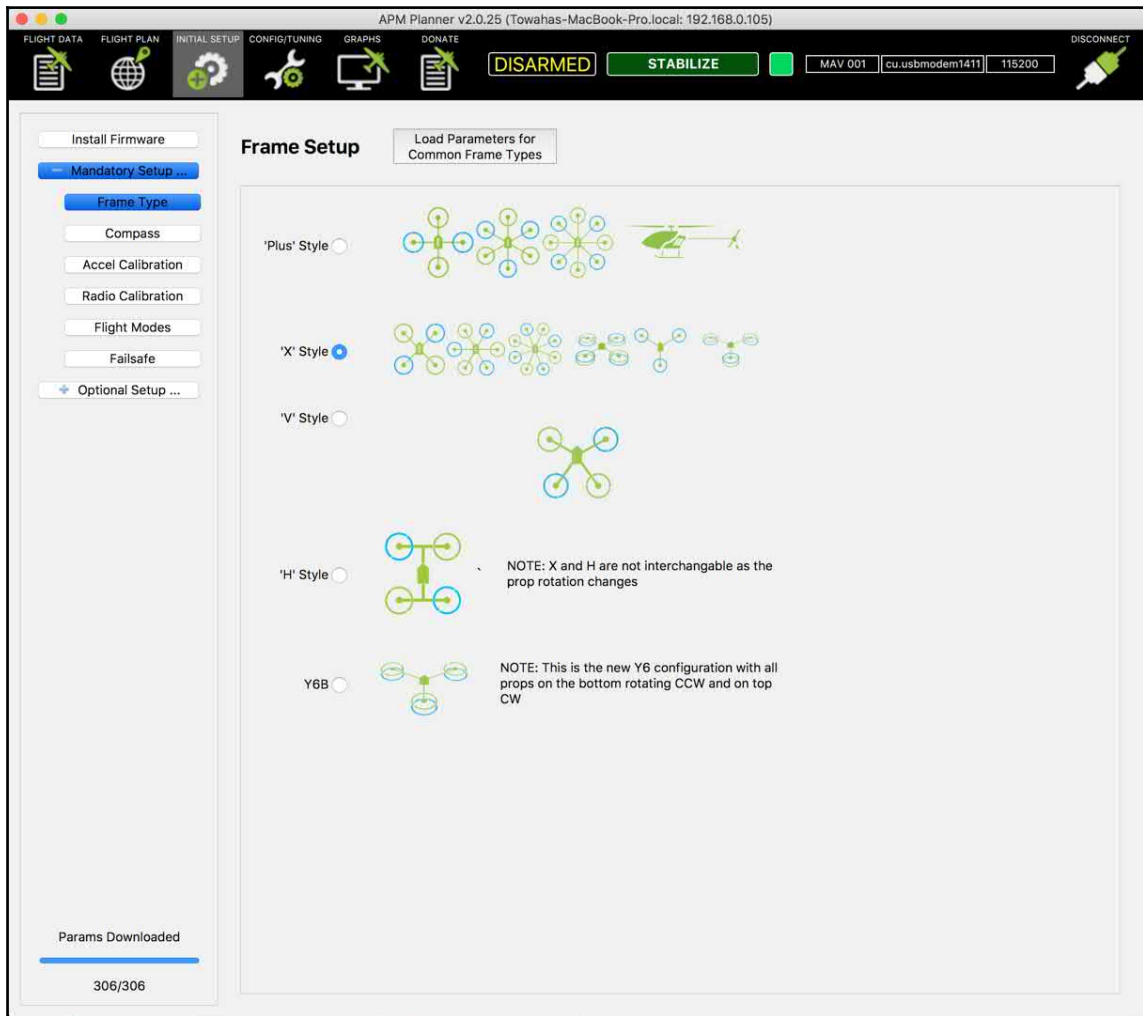 APM Planner v2.0.25 (Towahas-MacBook-Pro.local: 192.168.0.105)
FLIGHT DATA
FLIGHT PLAN
INITIAL SETUP
CONFIG/TUNING
GRAPHS
DONATE
DISARMED
STABILIZE
MAV 001
cu.usbmodem1411
115200
DISCONNECT
Install Firmware
Mandatory Setup ...
Frame Type
Compass
Accel Calibration
Radio Calibration
Flight Modes
Failsafe
Optional Setup ...
Params Downloaded
306/306
Frame Setup
Load Parameters for
Common Frame Types
'Plus' Style
'X' Style
'V' Style
'H' Style
NOTE: X and H are not interchangable as the
prop rotation changes
Y6B
NOTE: This is the new Y6 configuration with all
props on the bottom rotating CCW and on top
CW